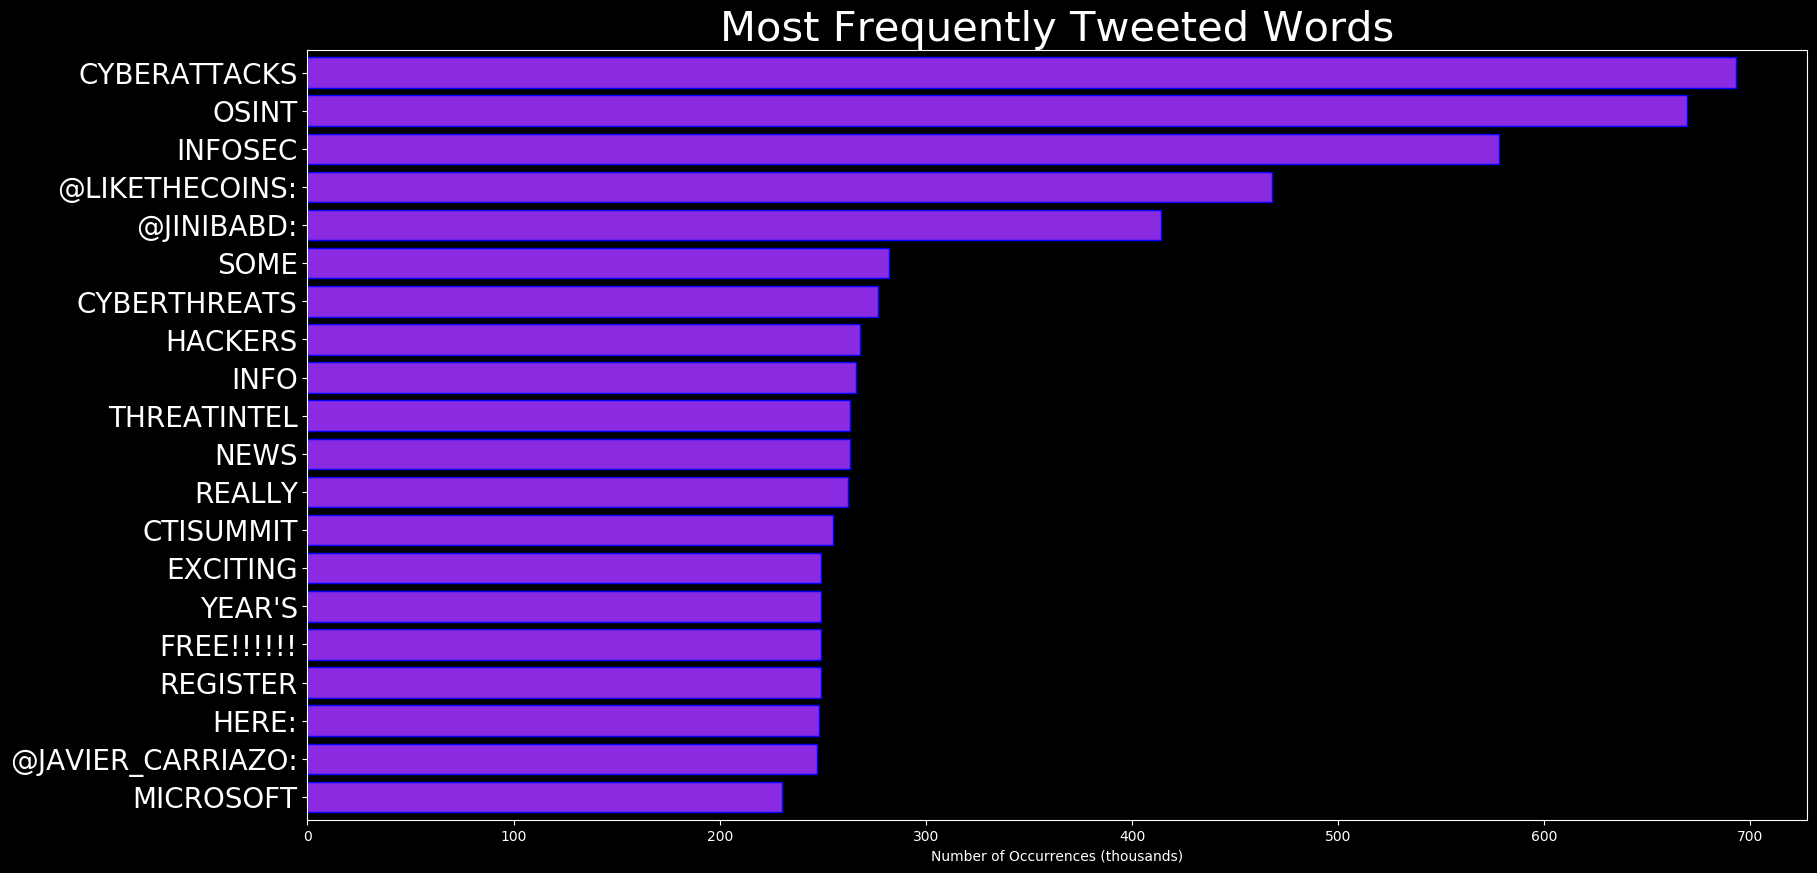 Most Frequently Tweeted Words
CYBERATTACKS
OSINT
INFOSEC
@LIKETHECOINS:
@JINIBABD:
SOME
CYBERTHREATS
HACKERS
INFO
THREATINTEL
NEWS
REALLY
CTISUMMIT
EXCITING
YEAR'S
FREE!!!!!!
REGISTER
HERE:
@JAVIER_CARRIAZO:
MICROSOFT
0 100 200 300 400 500 600 700
Number of Occurrences (thousands)